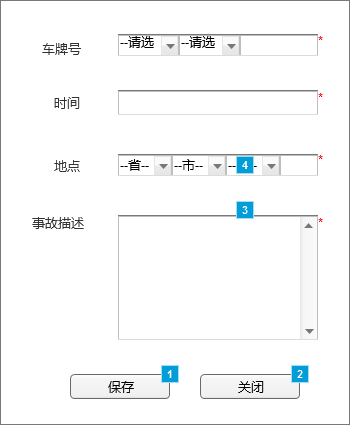 车牌号 --请选 --请选 *
时间 *
地点 --省-- --市-- -- 4 -- *
3
事故描述 *
1 2
保存 关闭